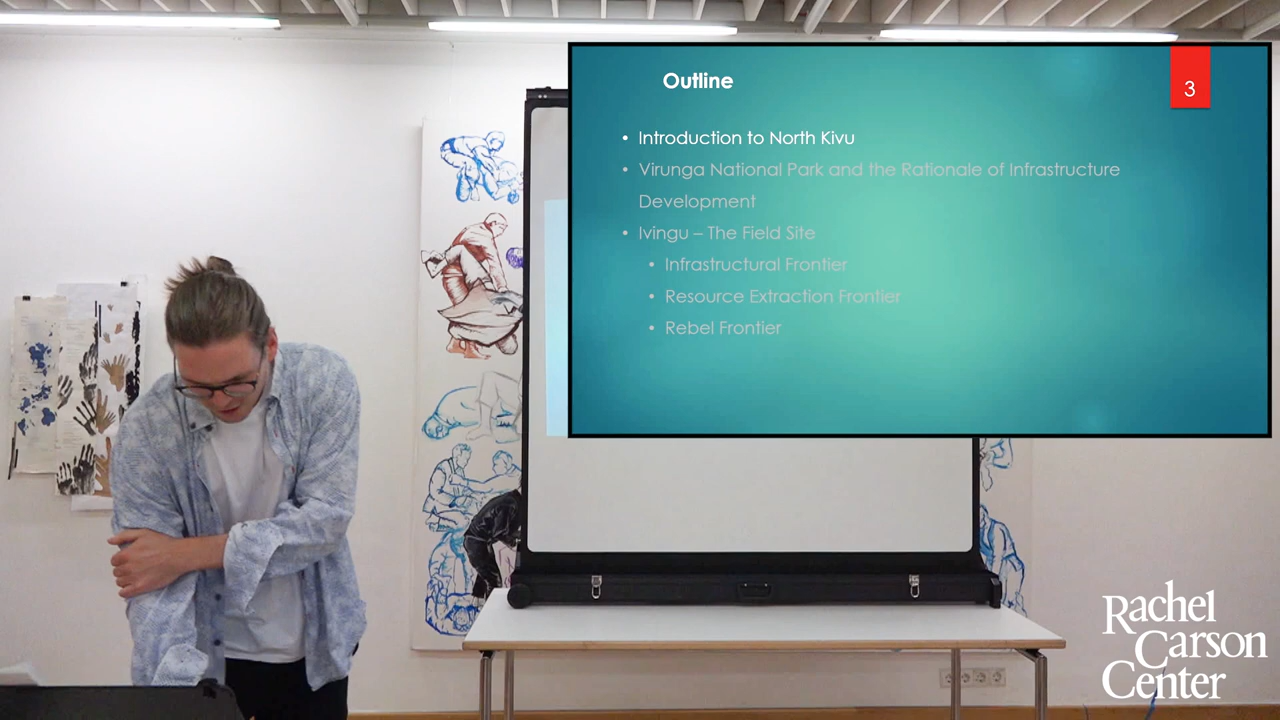 Outline
3
• Introduction to North Kivu
• Virunga National Park and the Rationale of Infrastructure
Development
• Ivingu – The Field Site
• Infrastructural Frontier
• Resource Extraction Frontier
• Rebel Frontier
Rachel
Carson
Center